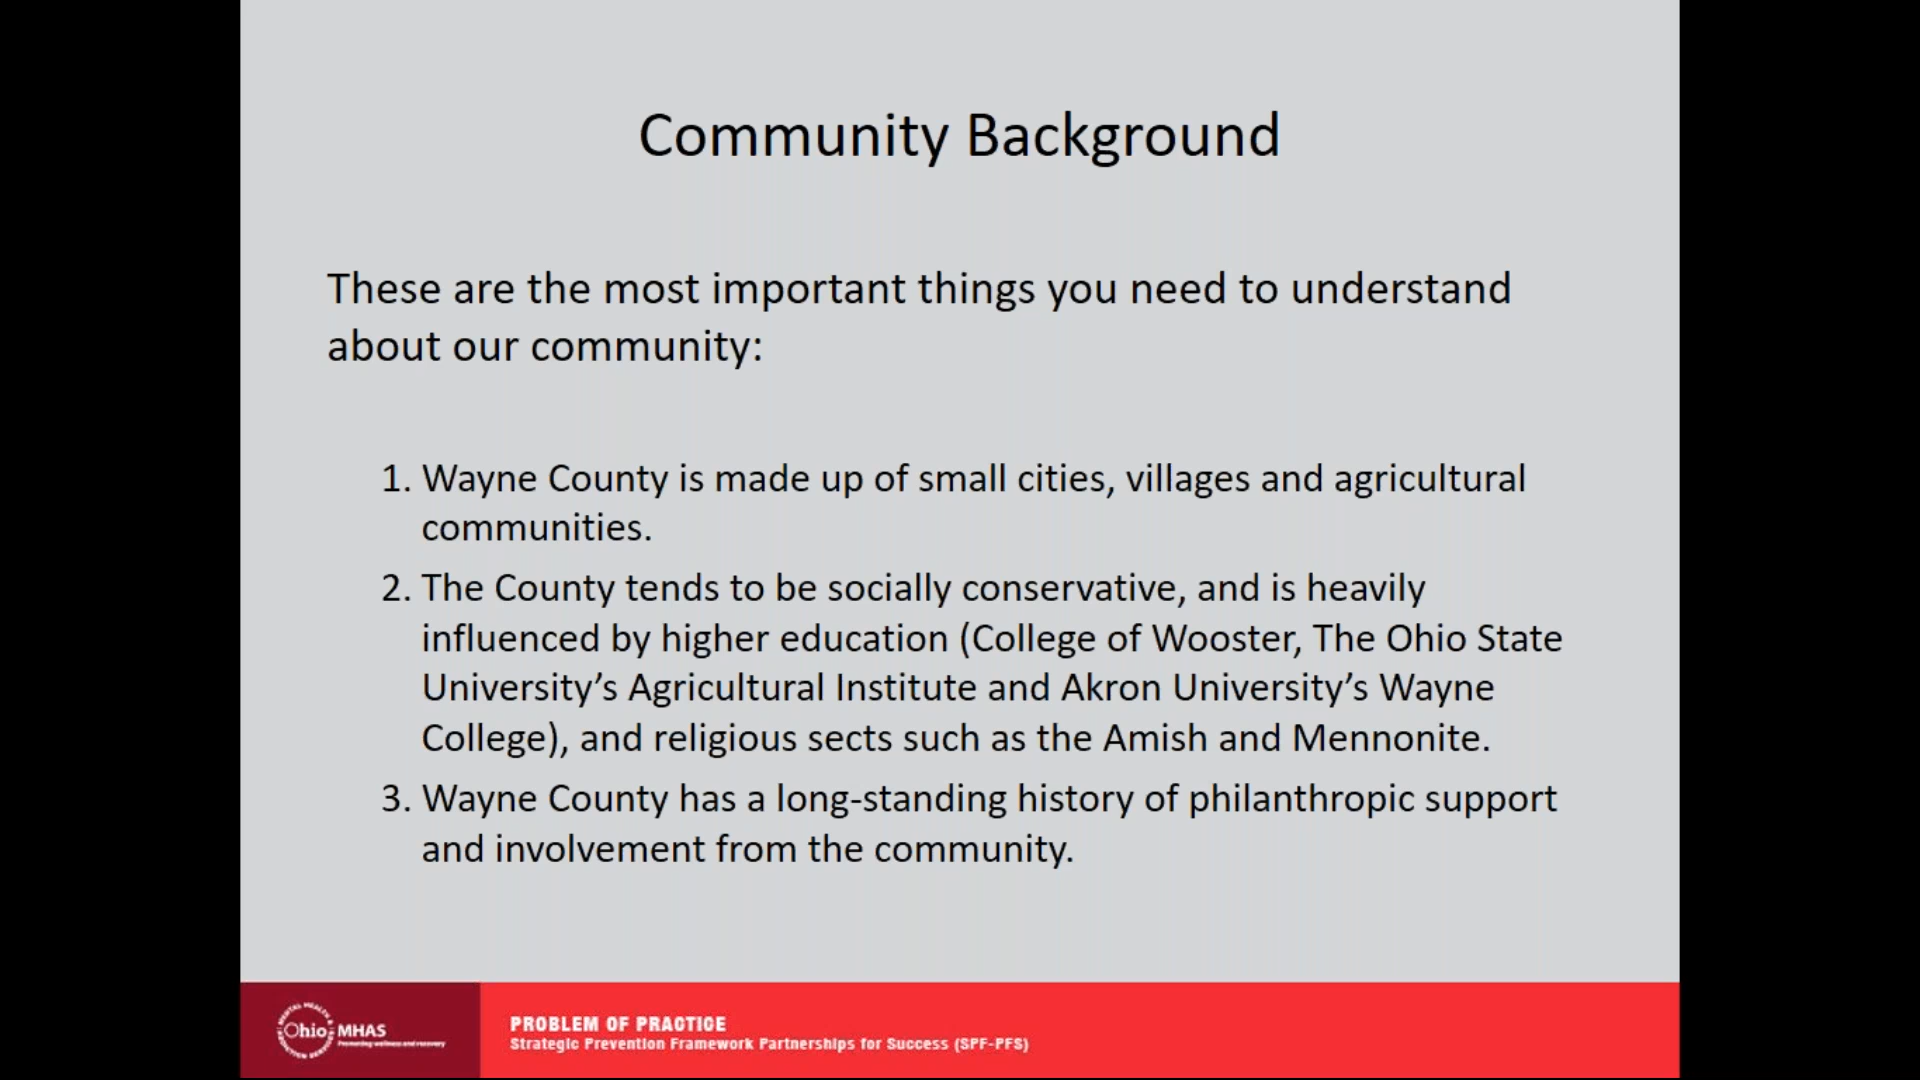 Community Background
These are the most important things you need to understand
about our community:
1. Wayne County is made up of small cities, villages and agricultural
communities.
2. The County tends to be socially conservative, and is heavily
influenced by higher education (College of Wooster, The Ohio State
University’s Agricultural Institute and Akron University’s Wayne
College), and religious sects such as the Amish and Mennonite.
3. Wayne County has a long-standing history of philanthropic support
and involvement from the community.
Ohio MHAS
Promoting wellness and recovery
PROBLEM OF PRACTICE
Strategic Prevention Framework Partnerships for Success (SPF-PFS)